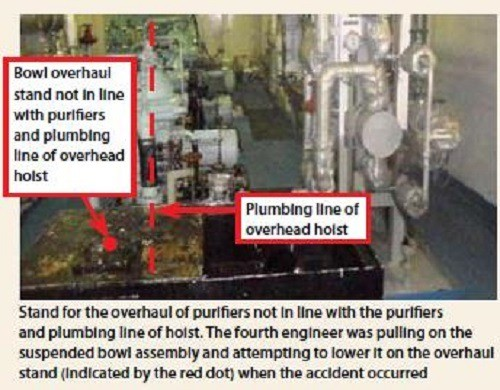 Bowl overhaul
stand not in line
with purifiers
and plumbing
line of overhead
hoist
Plumbing line of
overhead hoist
Stand for the overhaul of purifiers not in line with the purifiers
and plumbing line of hoist. The fourth engineer was pulling on the
suspended bowl assembly and attempting to lower it on the overhaul
stand (indicated by the red dot) when the accident occurred